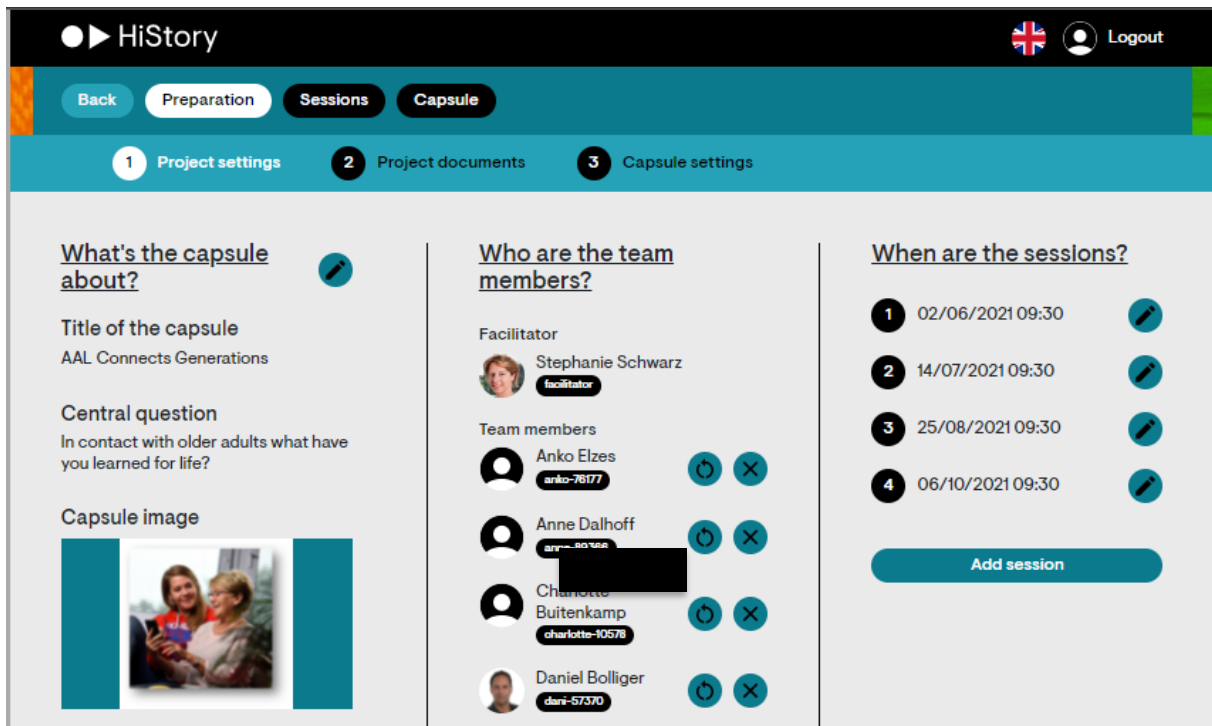 HiStory
Logout
Back
Preparation
Sessions
Capsule
1 Project settings
2 Project documents
3 Capsule settings
What's the capsule
about?
Title of the capsule
AAL Connects Generations
Central question
In contact with older adults what have
you learned for life?
Capsule image
Who are the team
members?
Facilitator
Stephanie Schwarz
facilitator
Team members
Anko Elzes
anko-76177
Anne Dalhoff
Charlotte
Buitenkamp
charlotte-10578
Daniel Bolliger
dani-57370
When are the sessions?
1 02/06/2021 09:30
2 14/07/2021 09:30
3 25/08/2021 09:30
4 06/10/2021 09:30
Add session